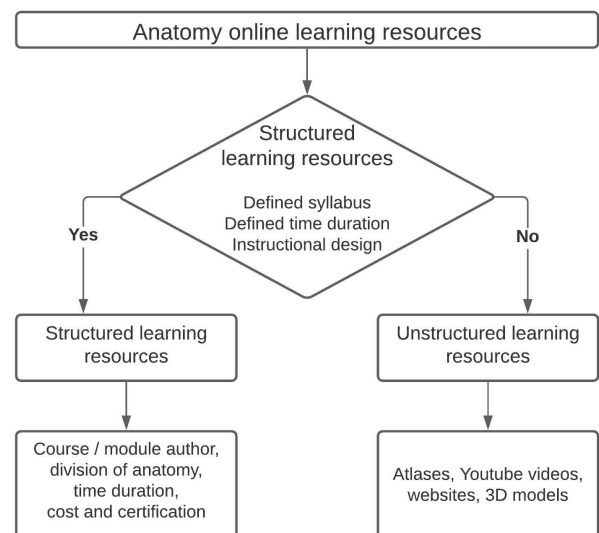 Anatomy online learning resources
Structured
learning resources
Defined syllabus
Defined time duration
Instructional design
Yes
No
Structured learning
resources
Unstructured learning
resources
Course / module author,
division of anatomy,
time duration,
cost and certification
Atlases, Youtube videos,
websites, 3D models